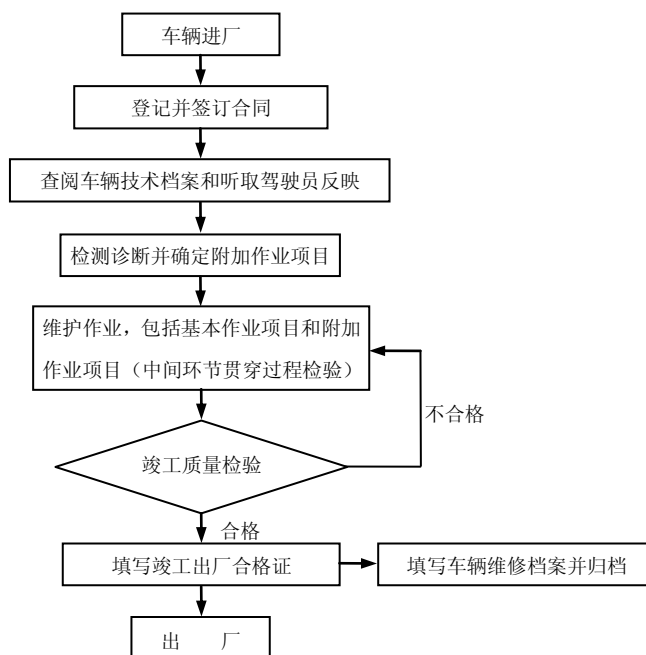 车辆进厂
登记并签订合同
查阅车辆技术档案和听取驾驶员反映
检测诊断并确定附加作业项目
维护作业，包括基本作业项目和附加
作业项目（中间环节贯穿过程检验）
不合格
竣工质量检验
合格
填写竣工出厂合格证
填写车辆维修档案并归档
出 厂